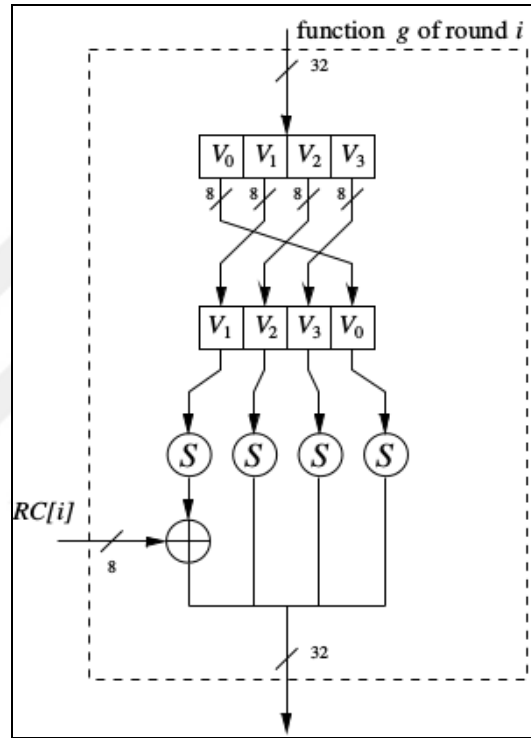 function g of round i
32
V0 V1 V2 V3
8 8 8 8
V1 V2 V3 V0
S S S S
RC[i]
8
32